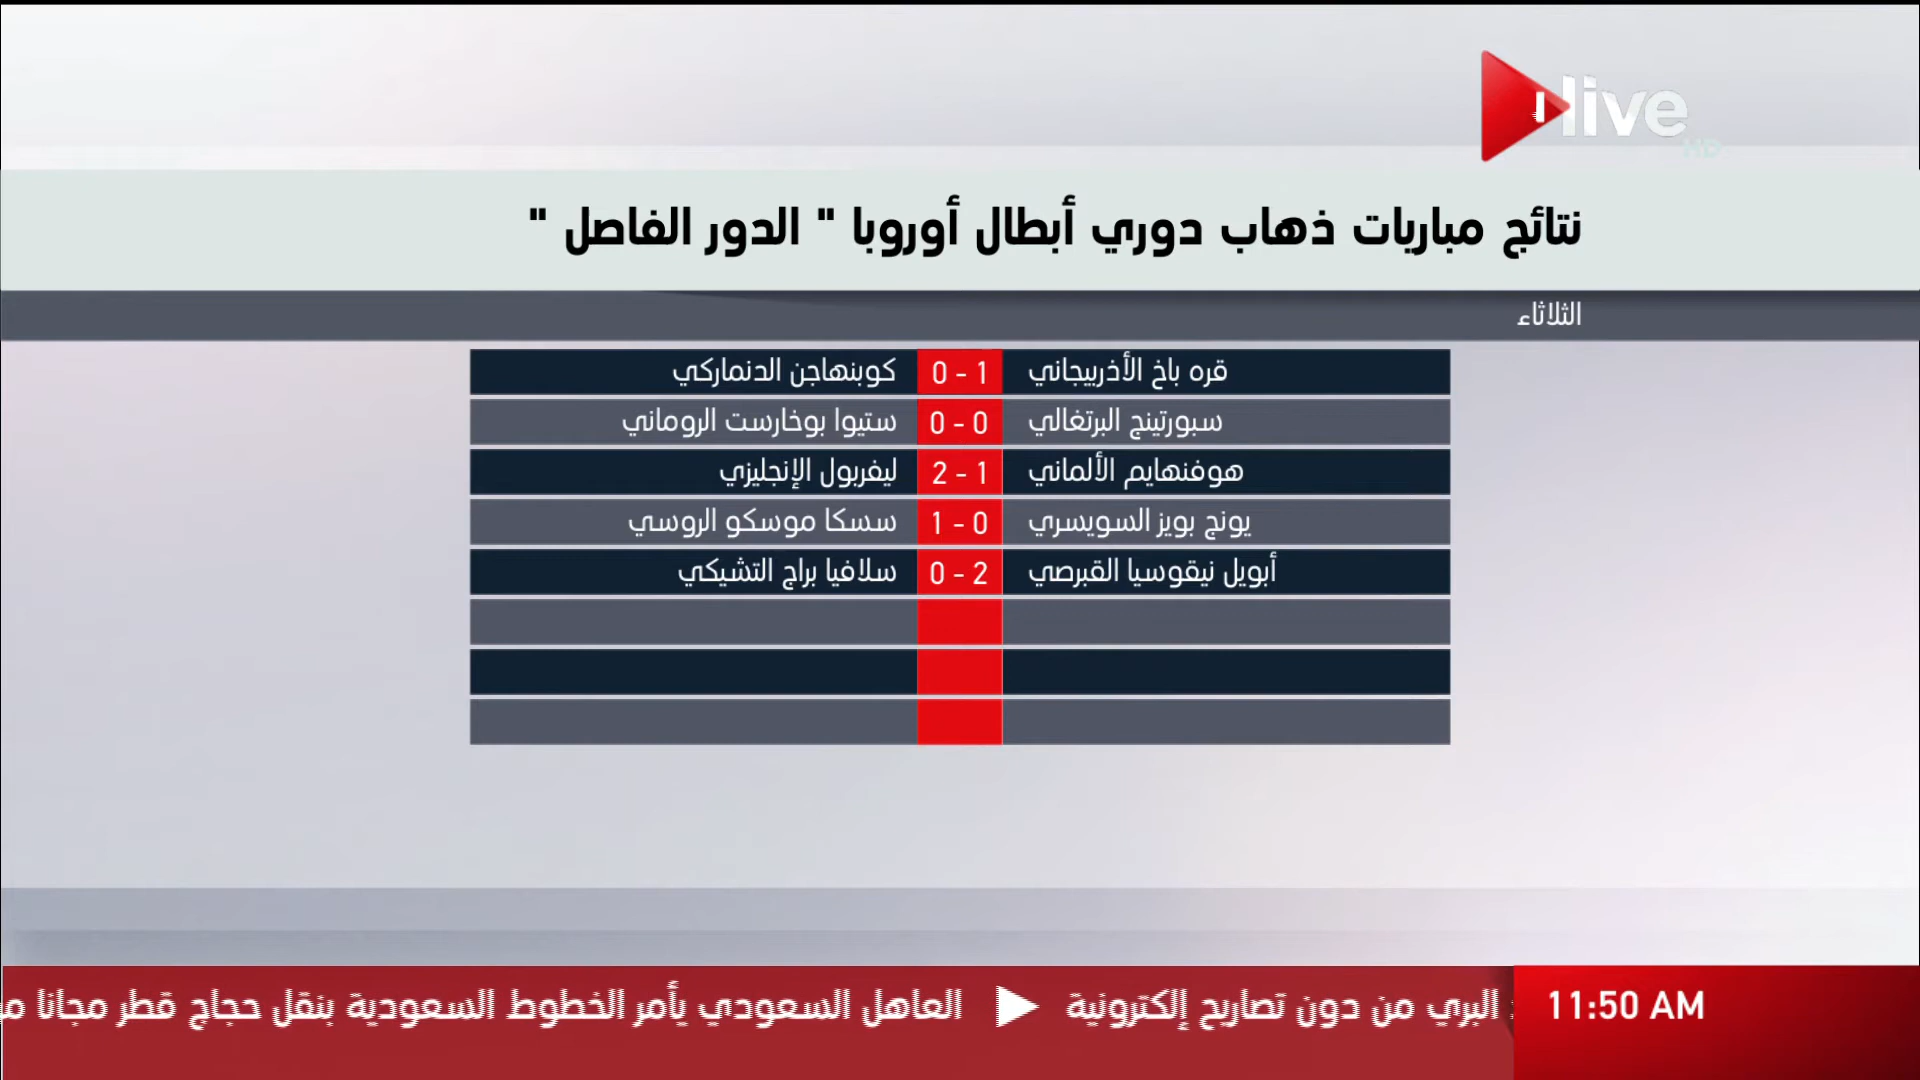 live
HD
نتائج مباريات ذهاب دوري أبطال أوروبا " الدور الفاصل "
الثلاثاء
قره باخ الأذربيجاني 1 - 0 كوبنهاجن الدنماركي
سبورتينج البرتغالي 0 - 0 ستيوا بوخارست الروماني
هوفنهايم الألماني 1 - 2 ليفربول الإنجليزي
يونج بويز السويسري 0 - 1 سسكا موسكو الروسي
أبويل نيقوسيا القبرصي 2 - 0 سلافيا براج التشيكي
البري من دون تصاريح إلكترونية العاهل السعودي يأمر الخطوط السعودية بنقل حجاج قطر مجانا
11:50 AM